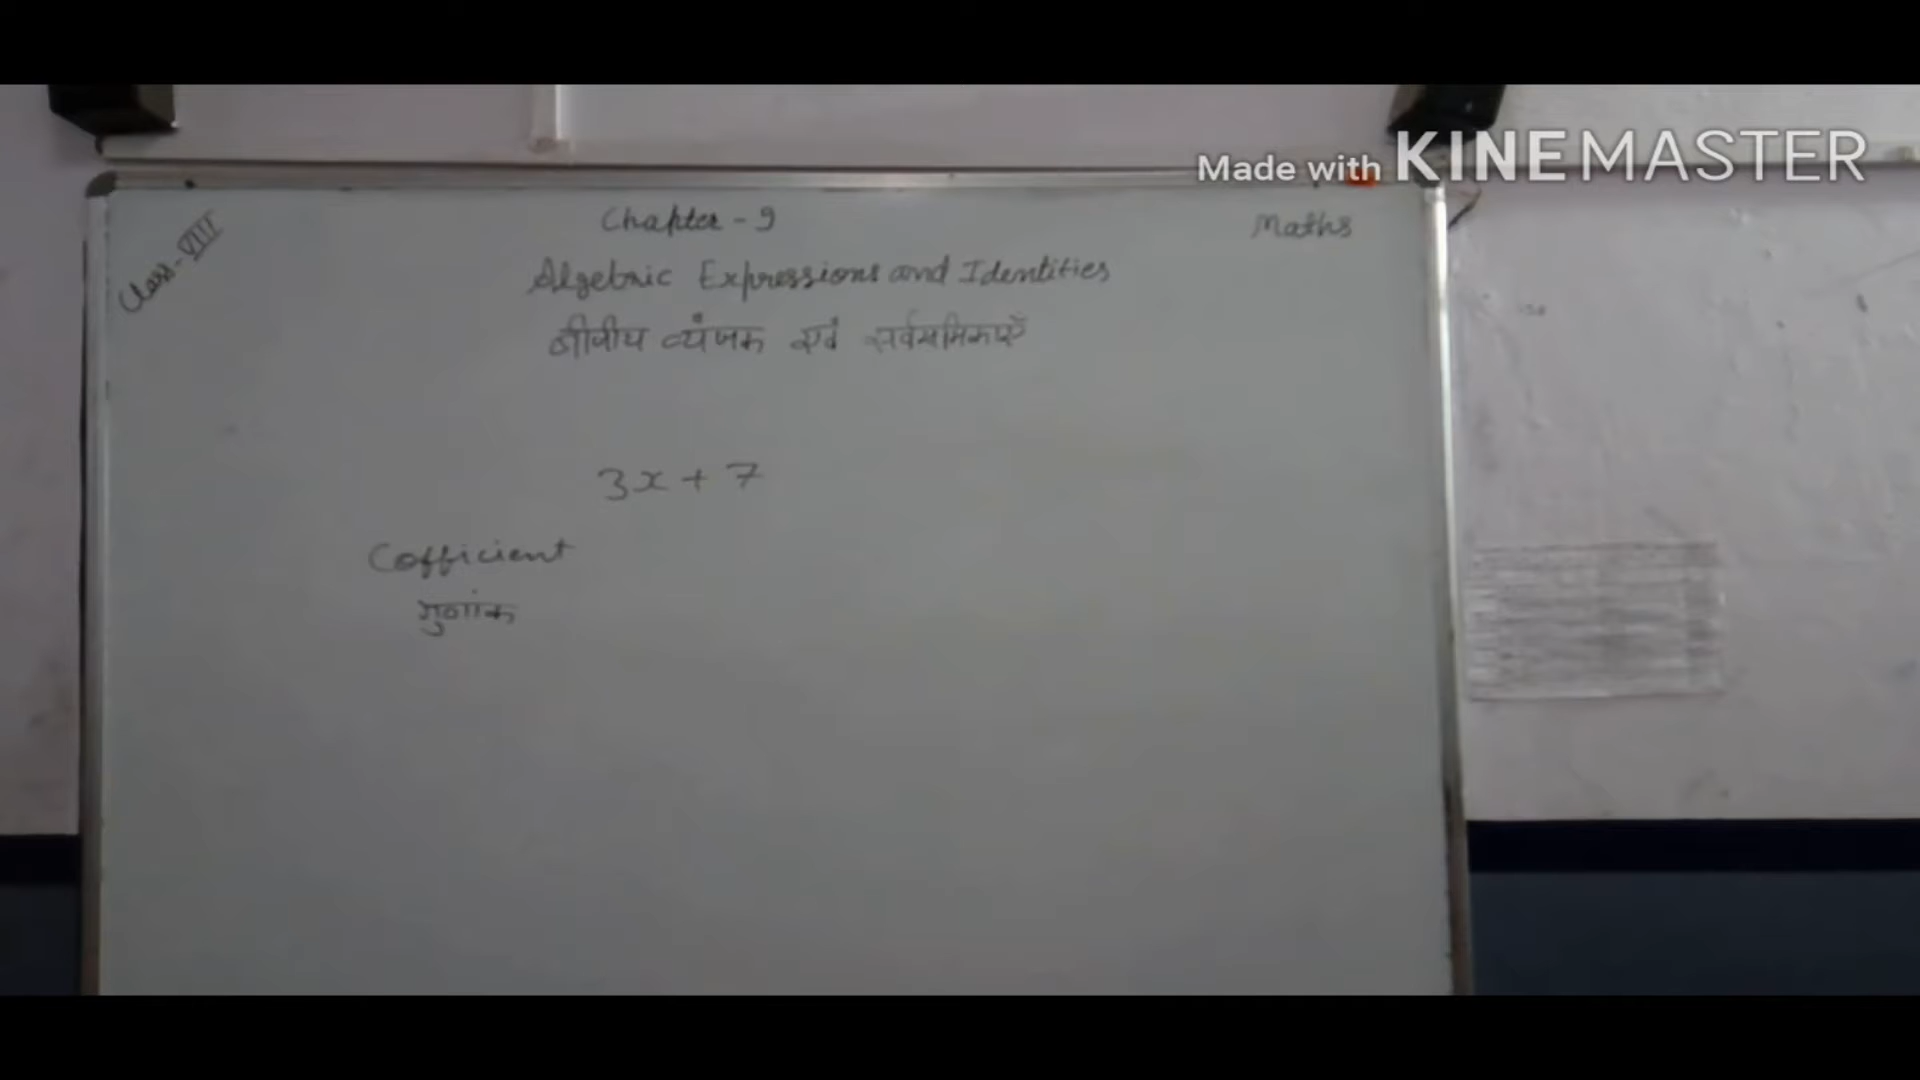 Made with KINEMASTER
Class-VIII
Chapter - 9
Maths
Algebric Expressions and Identities
बीजीय व्यंजक एवं सर्वसमिकाएँ
3x + 7
Cofficient
गुणांक